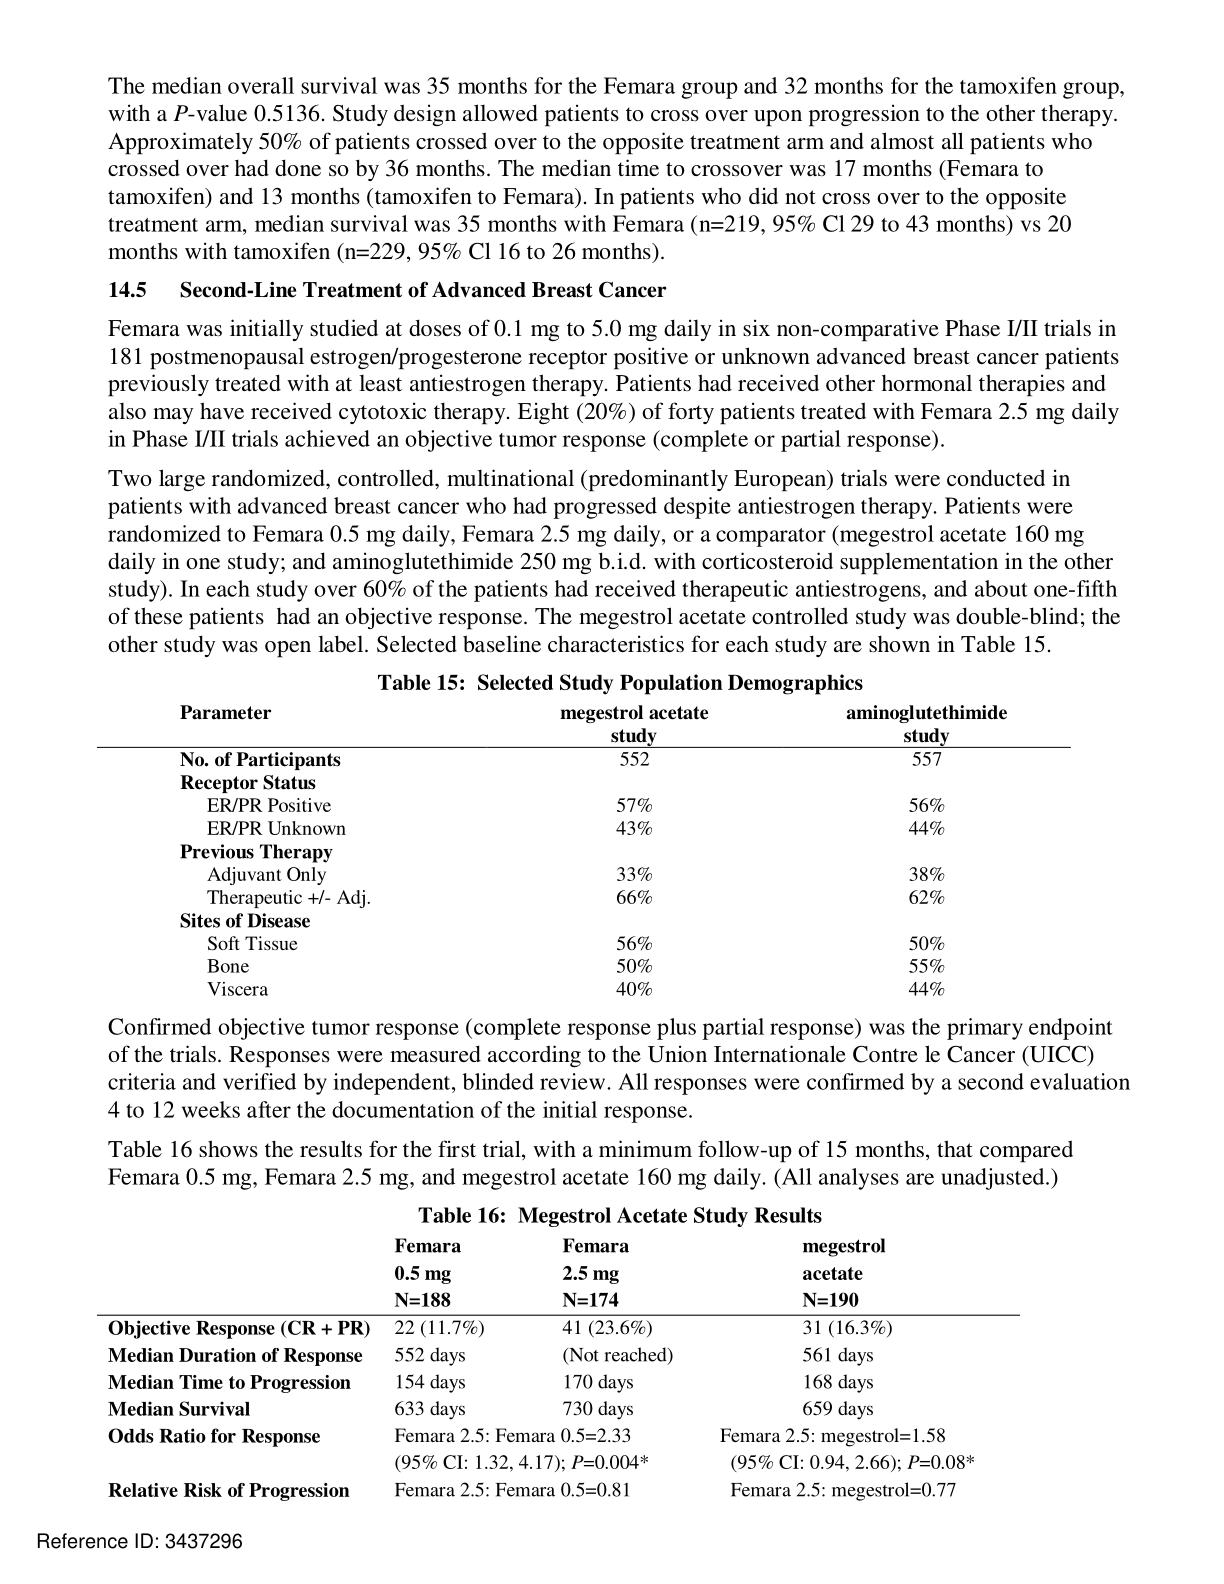 The median overall survival was 35 months for the Femara group and 32 months for the tamoxifen group,
with a P-value 0.5136. Study design allowed patients to cross over upon progression to the other therapy.
Approximately 50% of patients crossed over to the opposite treatment arm and almost all patients who
crossed over had done so by 36 months. The median time to crossover was 17 months (Femara to
tamoxifen) and 13 months (tamoxifen to Femara). In patients who did not cross over to the opposite
treatment arm, median survival was 35 months with Femara (n=219, 95% Cl 29 to 43 months) vs 20
months with tamoxifen (n=229, 95% Cl 16 to 26 months).
14.5 Second-Line Treatment of Advanced Breast Cancer
Femara was initially studied at doses of 0.1 mg to 5.0 mg daily in six non-comparative Phase I/II trials in
181 postmenopausal estrogen/progesterone receptor positive or unknown advanced breast cancer patients
previously treated with at least antiestrogen therapy. Patients had received other hormonal therapies and
also may have received cytotoxic therapy. Eight (20%) of forty patients treated with Femara 2.5 mg daily
in Phase I/II trials achieved an objective tumor response (complete or partial response).
Two large randomized, controlled, multinational (predominantly European) trials were conducted in
patients with advanced breast cancer who had progressed despite antiestrogen therapy. Patients were
randomized to Femara 0.5 mg daily, Femara 2.5 mg daily, or a comparator (megestrol acetate 160 mg
daily in one study; and aminoglutethimide 250 mg b.i.d. with corticosteroid supplementation in the other
study). In each study over 60% of the patients had received therapeutic antiestrogens, and about one-fifth
of these patients had an objective response. The megestrol acetate controlled study was double-blind; the
other study was open label. Selected baseline characteristics for each study are shown in Table 15.
Table 15: Selected Study Population Demographics
Parameter megestrol acetate aminoglutethimide
study study
No. of Participants 552 557
Receptor Status
ER/PR Positive 57% 56%
ER/PR Unknown 43% 44%
Previous Therapy
Adjuvant Only 33% 38%
Therapeutic +/- Adj. 66% 62%
Sites of Disease
Soft Tissue 56% 50%
Bone 50% 55%
Viscera 40% 44%
Confirmed objective tumor response (complete response plus partial response) was the primary endpoint
of the trials. Responses were measured according to the Union Internationale Contre le Cancer (UICC)
criteria and verified by independent, blinded review. All responses were confirmed by a second evaluation
4 to 12 weeks after the documentation of the initial response.
Table 16 shows the results for the first trial, with a minimum follow-up of 15 months, that compared
Femara 0.5 mg, Femara 2.5 mg, and megestrol acetate 160 mg daily. (All analyses are unadjusted.)
Table 16: Megestrol Acetate Study Results
Femara Femara megestrol
0.5 mg 2.5 mg acetate
N=188 N=174 N=190
Objective Response (CR + PR) 22 (11.7%) 41 (23.6%) 31 (16.3%)
Median Duration of Response 552 days (Not reached) 561 days
Median Time to Progression 154 days 170 days 168 days
Median Survival 633 days 730 days 659 days
Odds Ratio for Response Femara 2.5: Femara 0.5=2.33 Femara 2.5: megestrol=1.58
(95% CI: 1.32, 4.17); P=0.004* (95% CI: 0.94, 2.66); P=0.08*
Relative Risk of Progression Femara 2.5: Femara 0.5=0.81 Femara 2.5: megestrol=0.77
Reference ID: 3437296